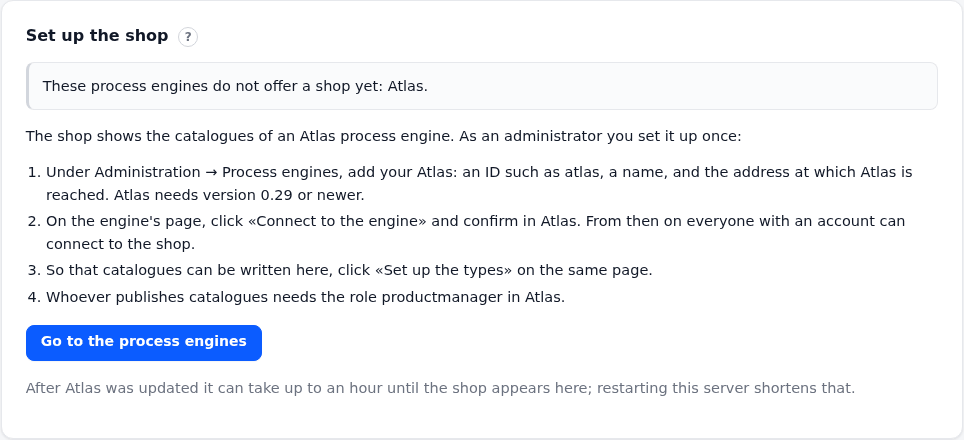 Set up the shop ?
These process engines do not offer a shop yet: Atlas.
The shop shows the catalogues of an Atlas process engine. As an administrator you set it up once:
1. Under Administration → Process engines, add your Atlas: an ID such as atlas, a name, and the address at which Atlas is
reached. Atlas needs version 0.29 or newer.
2. On the engine's page, click «Connect to the engine» and confirm in Atlas. From then on everyone with an account can
connect to the shop.
3. So that catalogues can be written here, click «Set up the types» on the same page.
4. Whoever publishes catalogues needs the role productmanager in Atlas.
Go to the process engines
After Atlas was updated it can take up to an hour until the shop appears here; restarting this server shortens that.